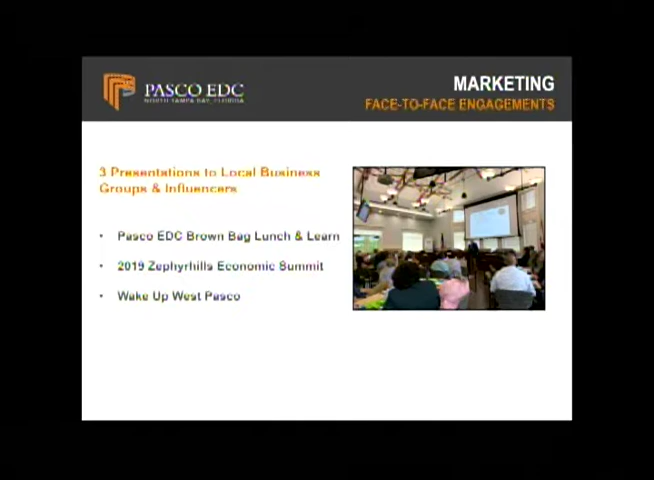 PASCO EDC
NORTH TAMPA BAY, FLORIDA
MARKETING
FACE-TO-FACE ENGAGEMENTS
3 Presentations to Local Business
Groups & Influencers
• Pasco EDC Brown Bag Lunch & Learn
• 2019 Zephyrhills Economic Summit
• Wake Up West Pasco